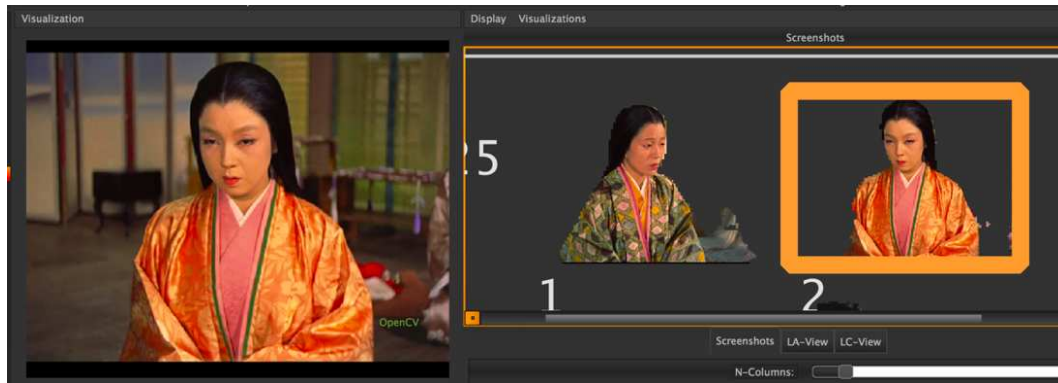 Visualization
Display Visualizations
Screenshots
25
1
2
OpenCV
Screenshots LA-View LC-View
N-Columns: